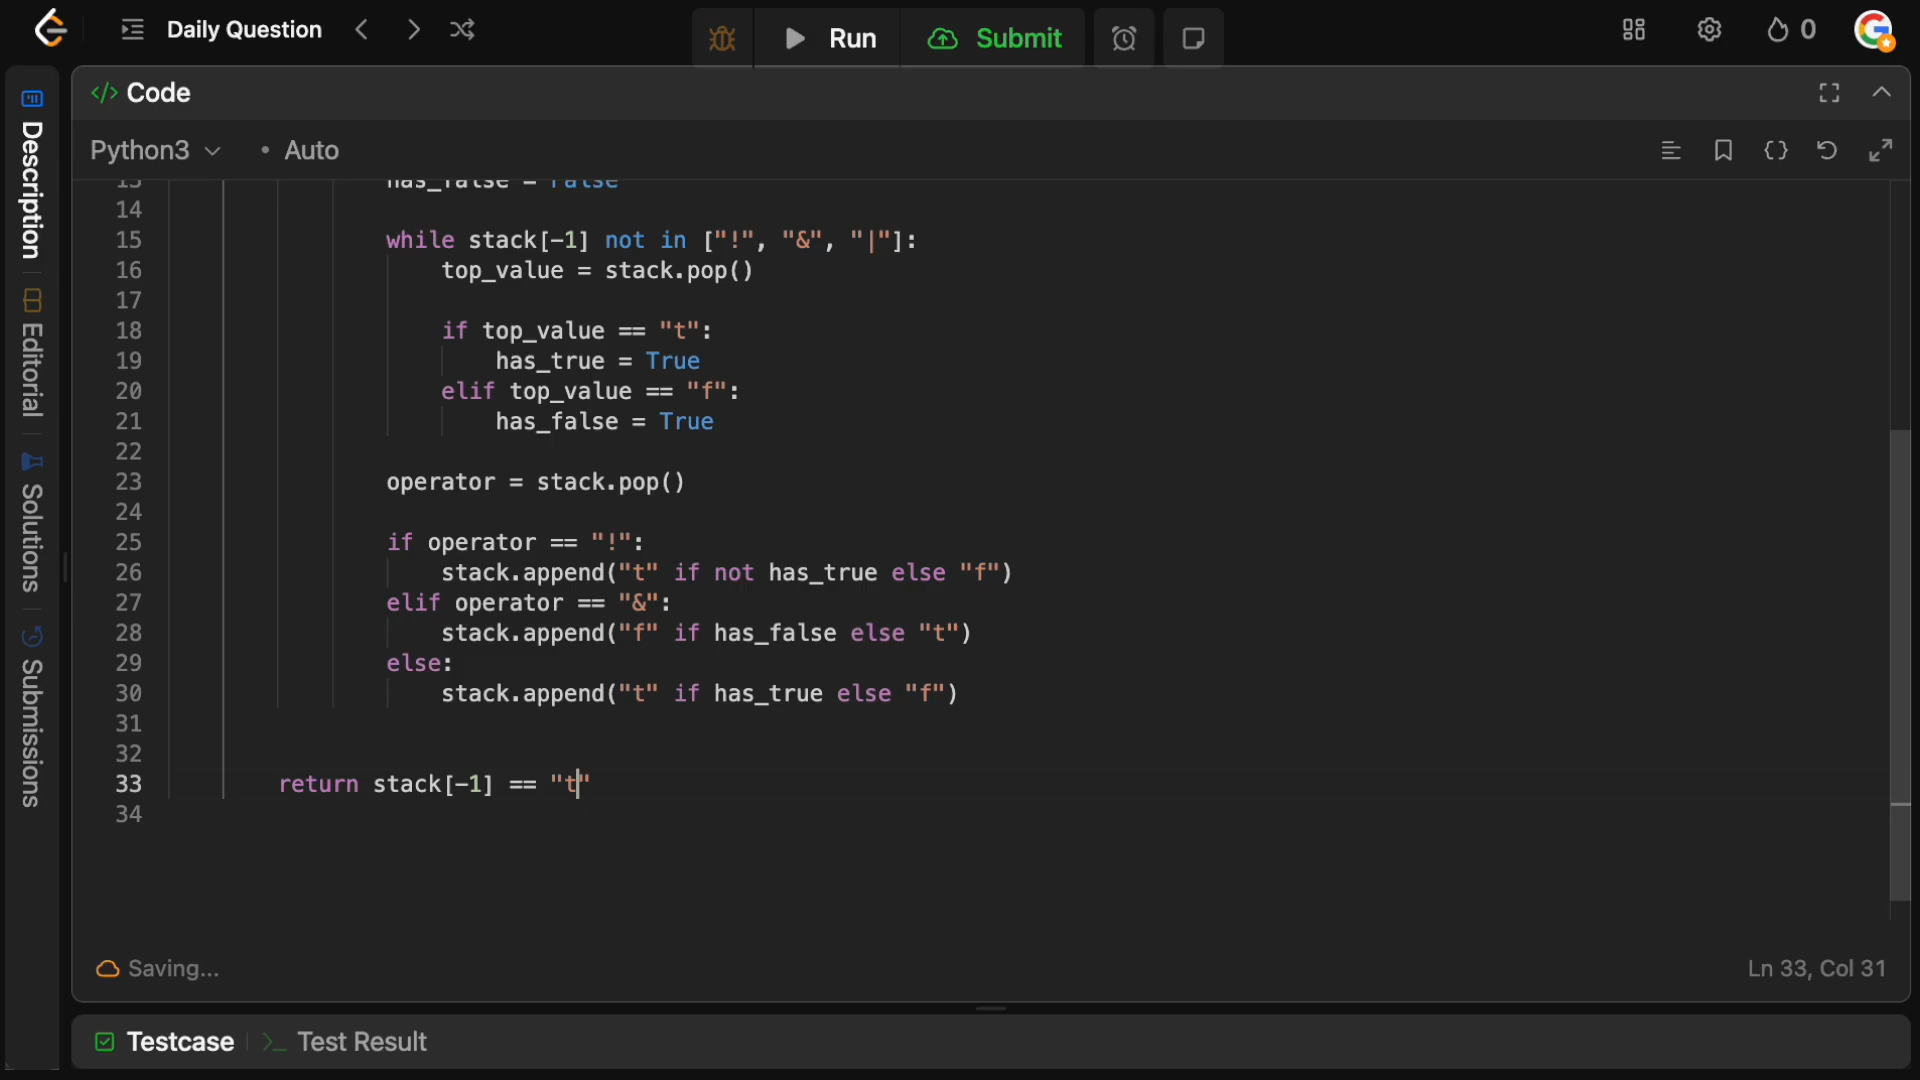 Daily Question
Run
Submit
0
Description
Editorial
Solutions
Submissions
Code
Python3
• Auto
13 has_false = False
14
15 while stack[-1] not in ["!", "&", "|"]:
16 top_value = stack.pop()
17
18 if top_value == "t":
19 has_true = True
20 elif top_value == "f":
21 has_false = True
22
23 operator = stack.pop()
24
25 if operator == "!":
26 stack.append("t" if not has_true else "f")
27 elif operator == "&":
28 stack.append("f" if has_false else "t")
29 else:
30 stack.append("t" if has_true else "f")
31
32
33 return stack[-1] == "t"
34
Saving...
Ln 33, Col 31
Testcase
Test Result